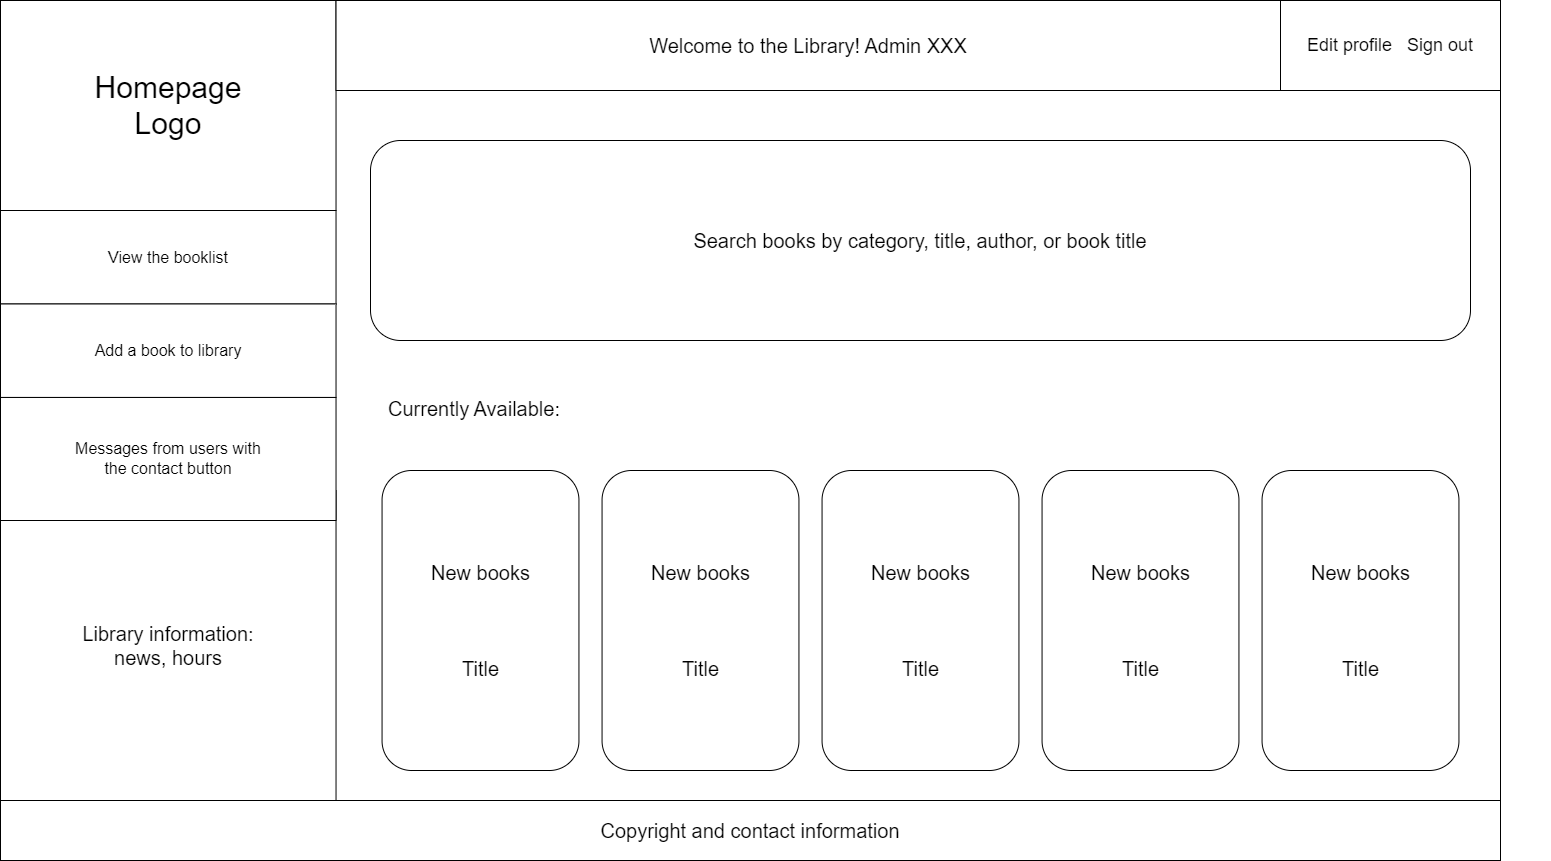 Homepage
Logo
Welcome to the Library! Admin XXX
Edit profile Sign out
View the booklist
Add a book to library
Messages from users with
the contact button
Library information:
news, hours
Search books by category, title, author, or book title
Currently Available:
New books
Title
New books
Title
New books
Title
New books
Title
New books
Title
Copyright and contact information